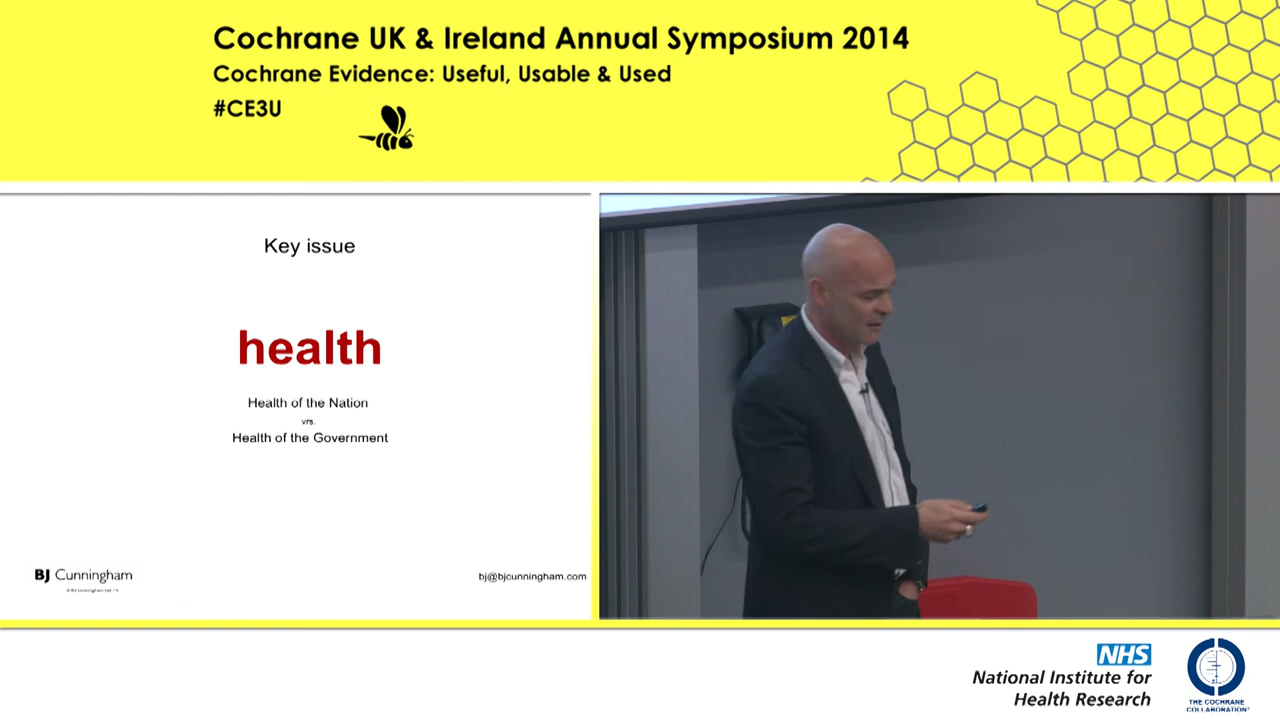 Cochrane UK & Ireland Annual Symposium 2014
Cochrane Evidence: Useful, Usable & Used
#CE3U
Key issue
health
Health of the Nation
vrs.
Health of the Government
BJ Cunningham
bj@bjcunningham.com
NHS
National Institute for
Health Research
THE COCHRANE
COLLABORATION®